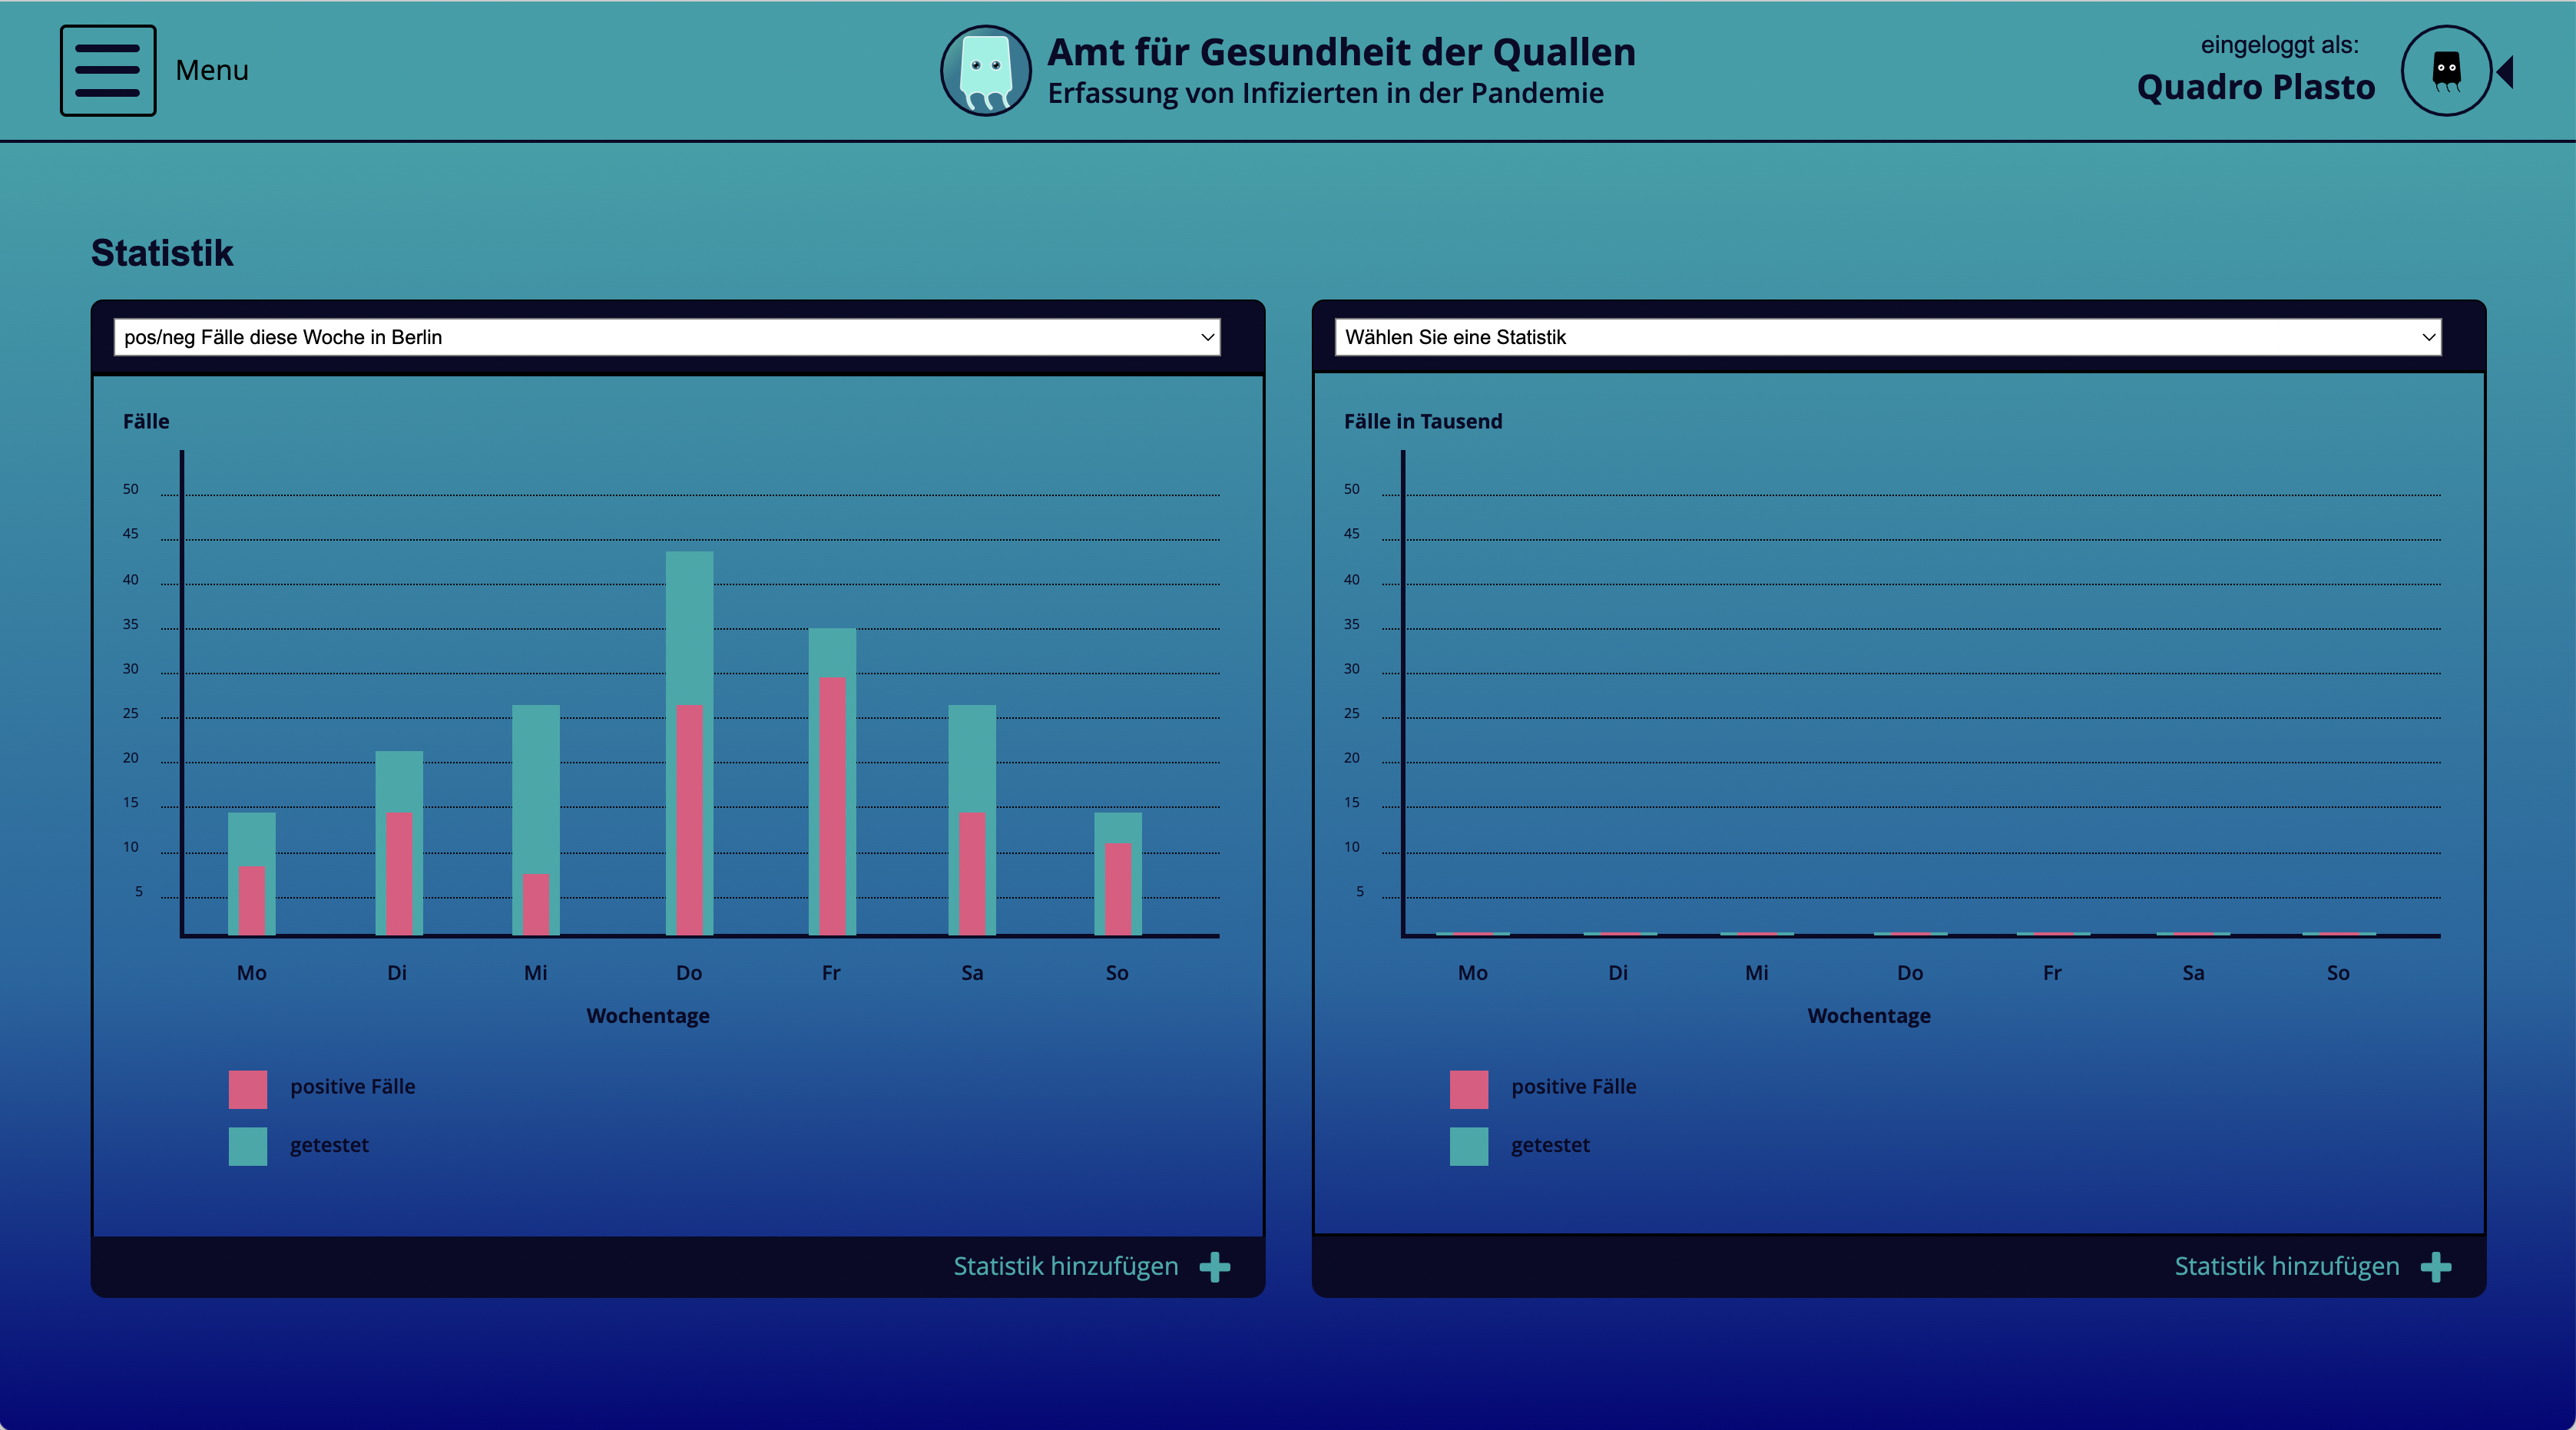 Menu
Amt für Gesundheit der Quallen
Erfassung von Infizierten in der Pandemie
eingeloggt als:
Quadro Plasto
Statistik
pos/neg Fälle diese Woche in Berlin
Fälle
50
45
40
35
30
25
20
15
10
5
Mo Di Mi Do Fr Sa So
Wochentage
positive Fälle
getestet
Statistik hinzufügen
Wählen Sie eine Statistik
Fälle in Tausend
50
45
40
35
30
25
20
15
10
5
Mo Di Mi Do Fr Sa So
Wochentage
positive Fälle
getestet
Statistik hinzufügen